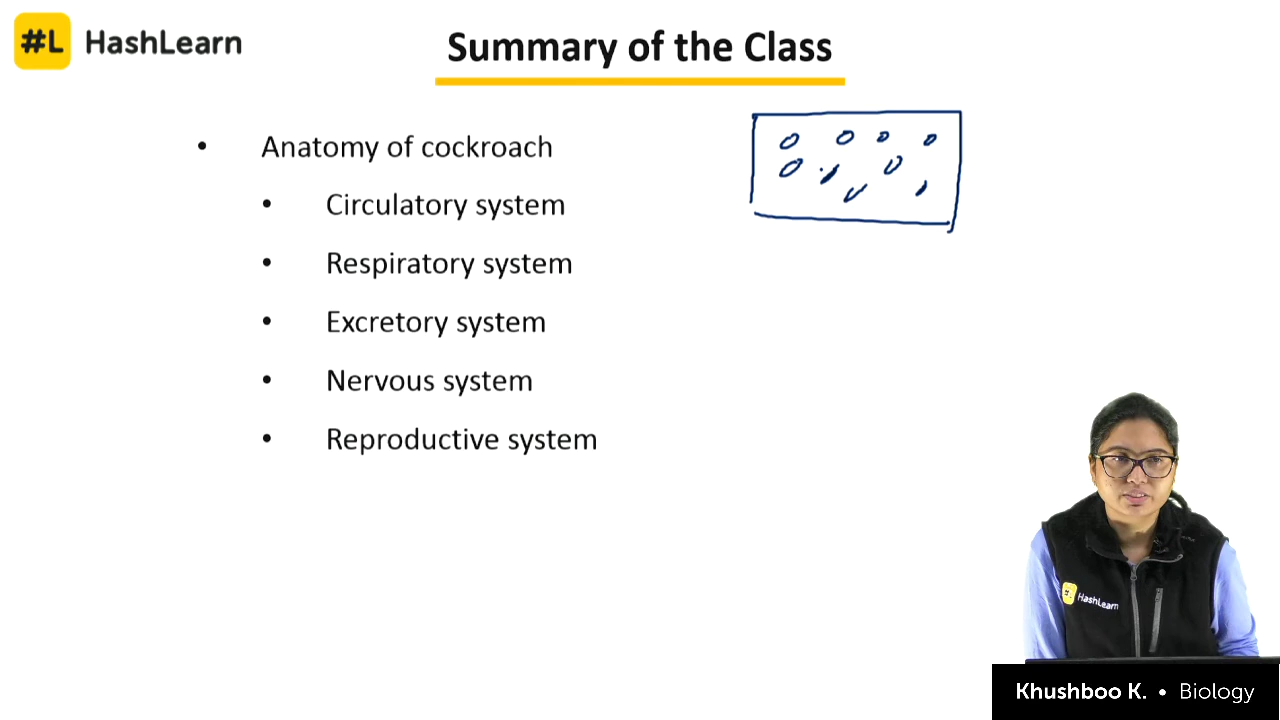 #L HashLearn
Summary of the Class
• Anatomy of cockroach
• Circulatory system
• Respiratory system
• Excretory system
• Nervous system
• Reproductive system
#L HashLearn
Khushboo K. • Biology